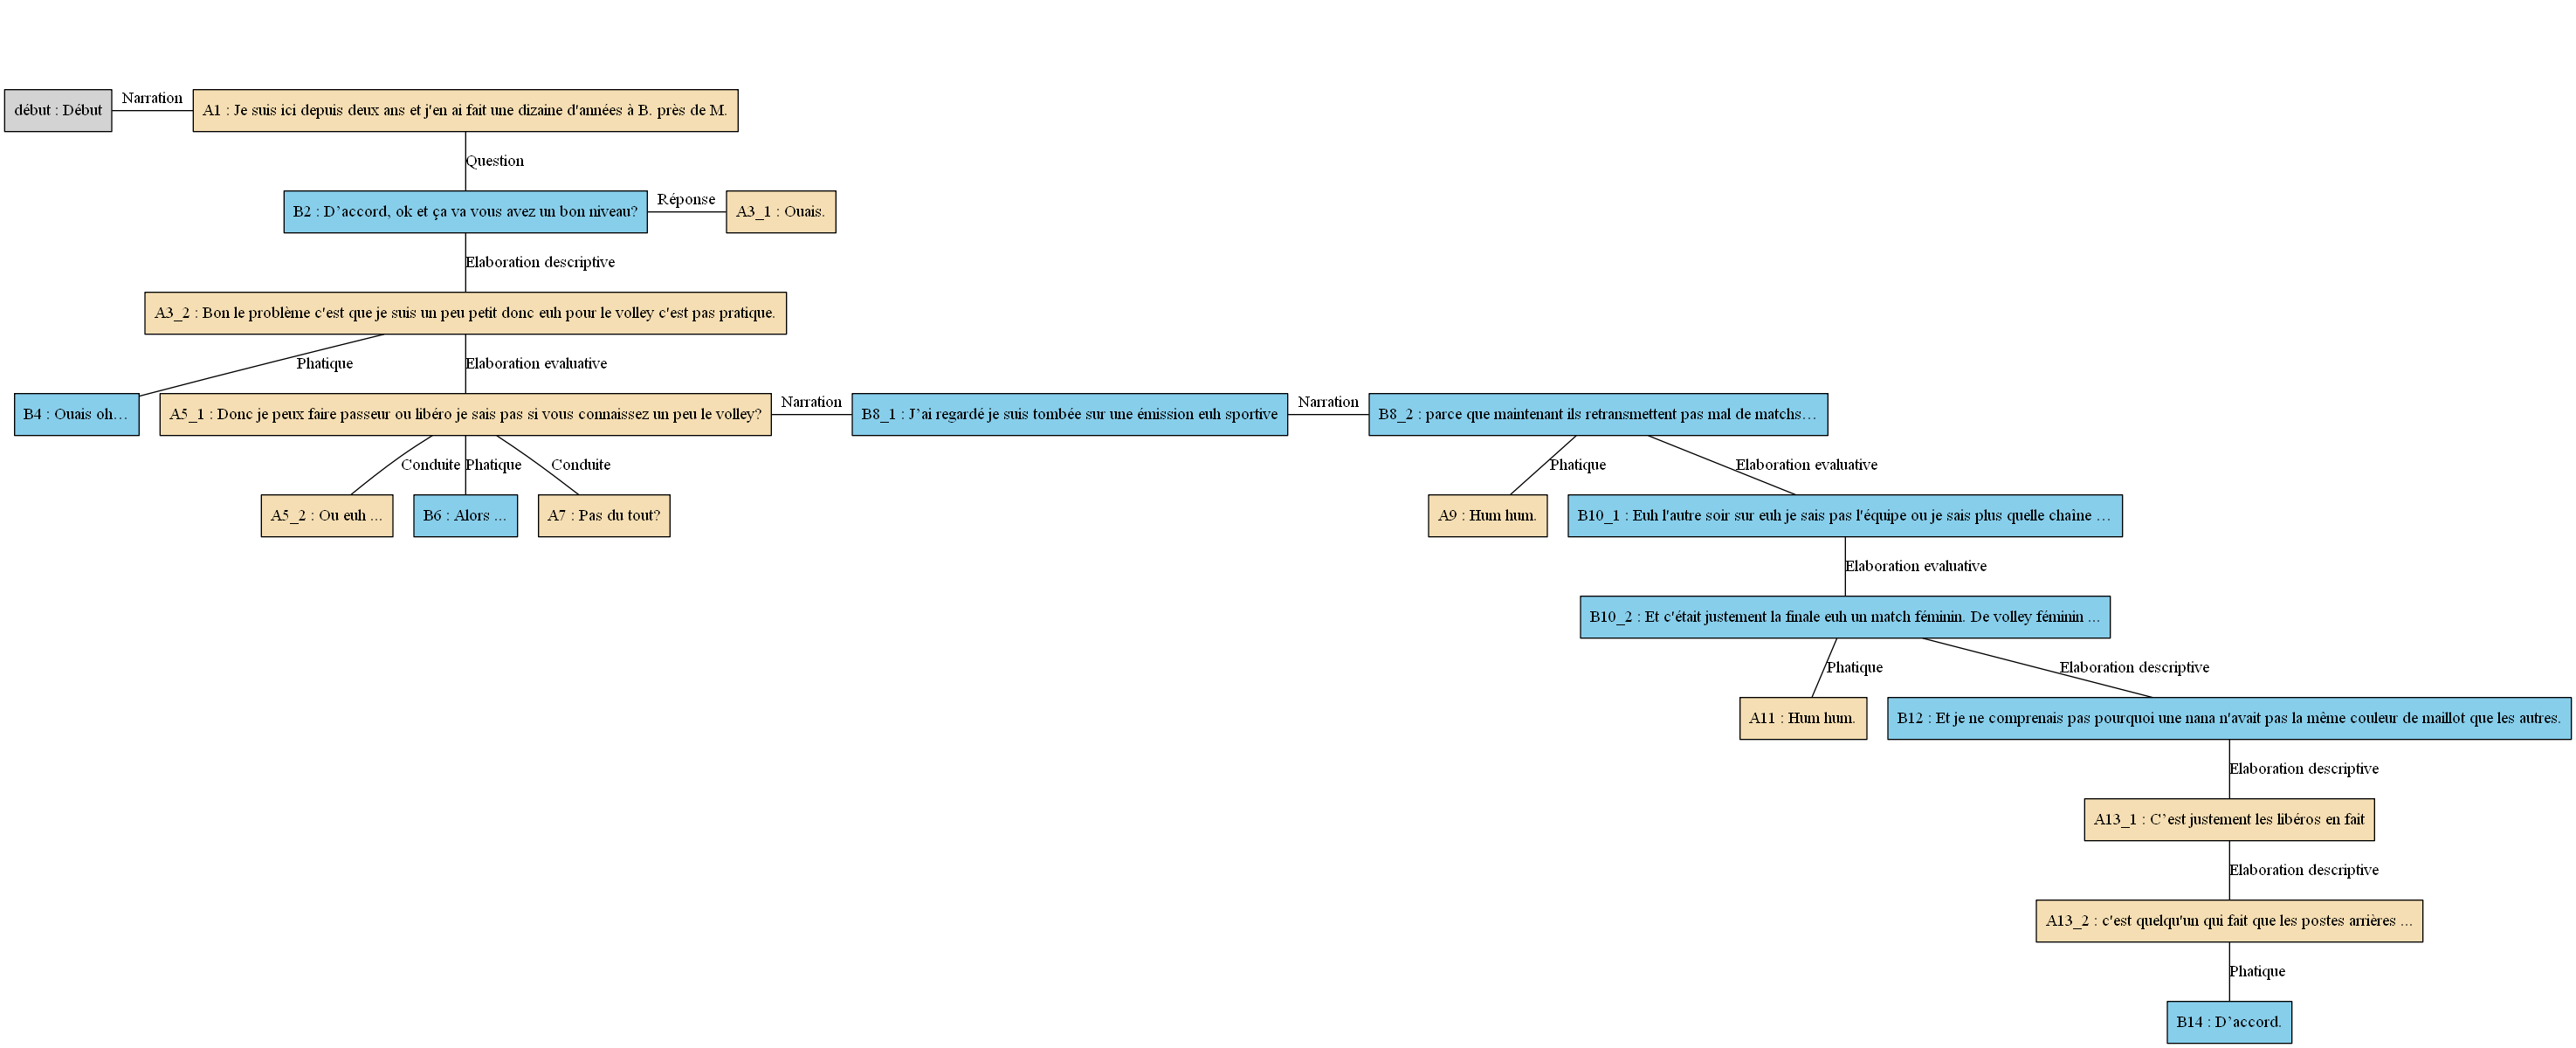 début : Début
Narration
A1 : Je suis ici depuis deux ans et j'en ai fait une dizaine d'années à B. près de M.
Question
B2 : D’accord, ok et ça va vous avez un bon niveau?
Réponse
A3_1 : Ouais.
Elaboration descriptive
A3_2 : Bon le problème c'est que je suis un peu petit donc euh pour le volley c'est pas pratique.
Phatique
Elaboration evaluative
B4 : Ouais oh…
A5_1 : Donc je peux faire passeur ou libéro je sais pas si vous connaissez un peu le volley?
Narration
B8_1 : J’ai regardé je suis tombée sur une émission euh sportive
Narration
B8_2 : parce que maintenant ils retransmettent pas mal de matchs…
Conduite
Phatique
Conduite
Phatique
Elaboration evaluative
A5_2 : Ou euh ...
B6 : Alors ...
A7 : Pas du tout?
A9 : Hum hum.
B10_1 : Euh l'autre soir sur euh je sais pas l'équipe ou je sais plus quelle chaîne …
Elaboration evaluative
B10_2 : Et c'était justement la finale euh un match féminin. De volley féminin ...
Phatique
Elaboration descriptive
A11 : Hum hum.
B12 : Et je ne comprenais pas pourquoi une nana n'avait pas la même couleur de maillot que les autres.
Elaboration descriptive
A13_1 : C’est justement les libéros en fait
Elaboration descriptive
A13_2 : c'est quelqu'un qui fait que les postes arrières ...
Phatique
B14 : D’accord.